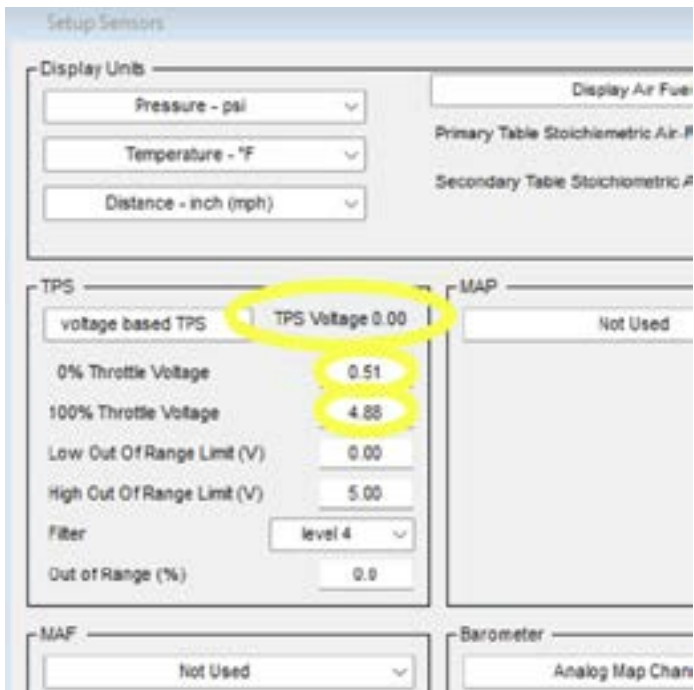 Setup Sensors
Display Units
Pressure - psi
Temperature - °F
Distance - inch (mph)
Display Air Fue
Primary Table Stoichiometric Air-F
Secondary Table Stoichiometric A
TPS
voltage based TPS
TPS Voltage 0.00
0% Throttle Voltage 0.51
100% Throttle Voltage 4.88
Low Out Of Range Limit (V) 0.00
High Out Of Range Limit (V) 5.00
Filter level 4
Out of Range (%) 0.0
MAP
Not Used
MAF
Not Used
Barometer
Analog Map Chan